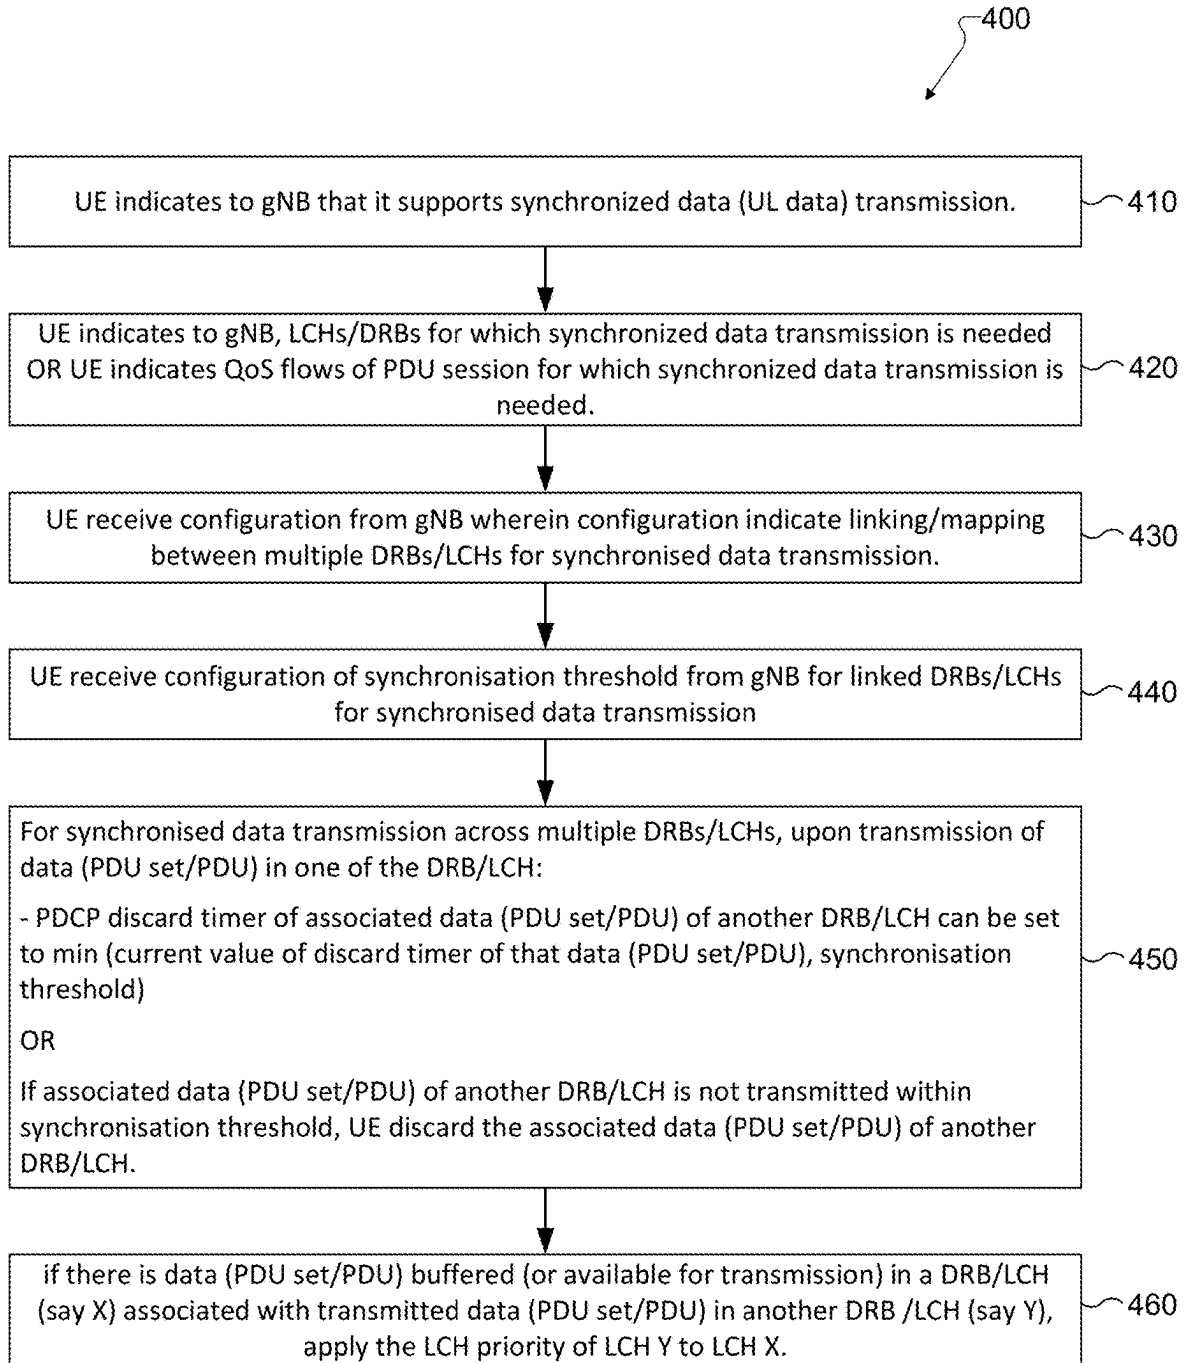 400
UE indicates to gNB that it supports synchronized data (UL data) transmission.
410
UE indicates to gNB, LCHs/DRBs for which synchronized data transmission is needed
OR UE indicates QoS flows of PDU session for which synchronized data transmission is
needed.
420
UE receive configuration from gNB wherein configuration indicate linking/mapping
between multiple DRBs/LCHs for synchronised data transmission.
430
UE receive configuration of synchronisation threshold from gNB for linked DRBs/LCHs
for synchronised data transmission
440
For synchronised data transmission across multiple DRBs/LCHs, upon transmission of
data (PDU set/PDU) in one of the DRB/LCH:
- PDCP discard timer of associated data (PDU set/PDU) of another DRB/LCH can be set
to min (current value of discard timer of that data (PDU set/PDU), synchronisation
threshold)
OR
If associated data (PDU set/PDU) of another DRB/LCH is not transmitted within
synchronisation threshold, UE discard the associated data (PDU set/PDU) of another
DRB/LCH.
450
if there is data (PDU set/PDU) buffered (or available for transmission) in a DRB/LCH
(say X) associated with transmitted data (PDU set/PDU) in another DRB /LCH (say Y),
apply the LCH priority of LCH Y to LCH X.
460